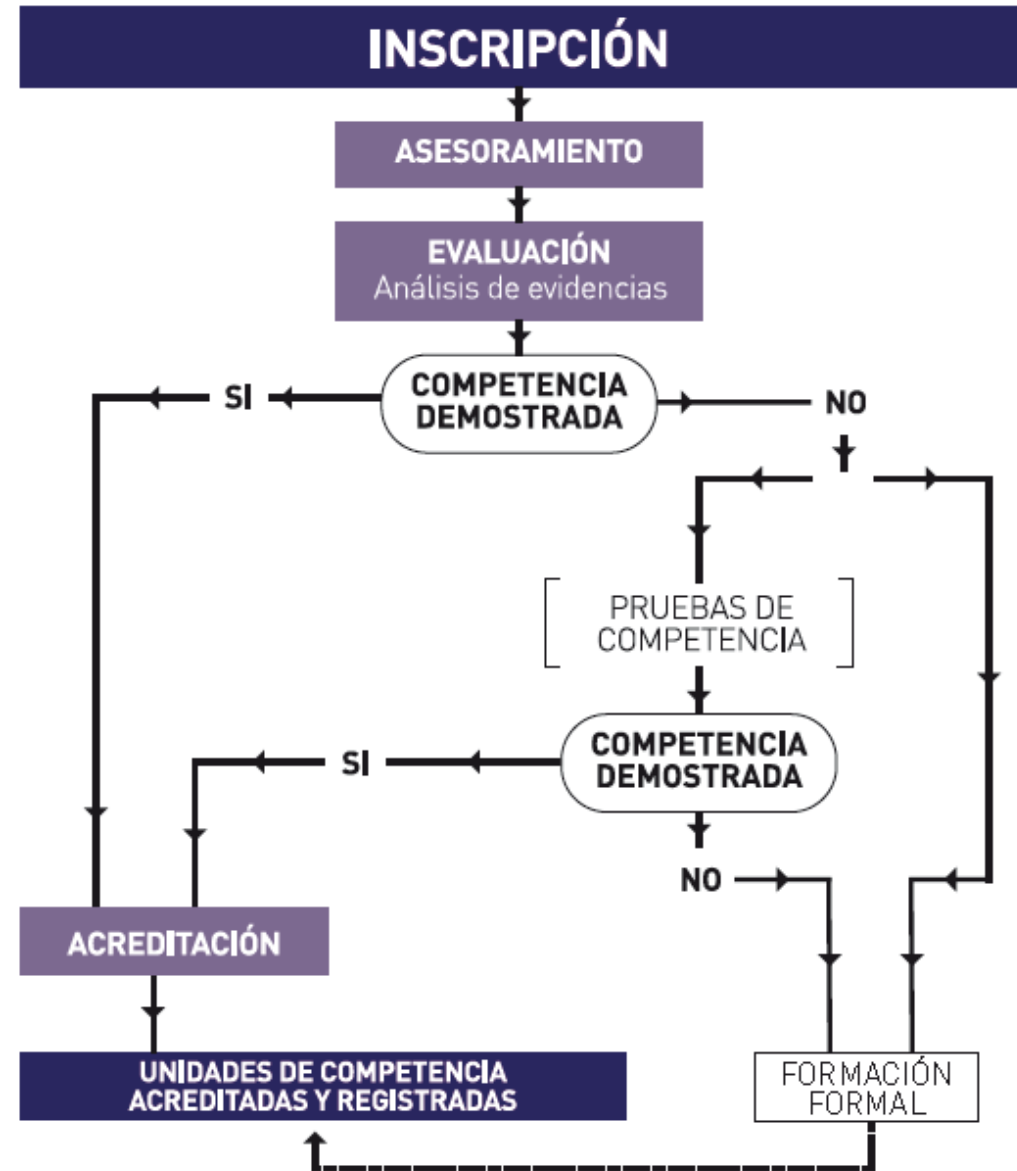 INSCRIPCIÓN
ASESORAMIENTO
EVALUACIÓN
Análisis de evidencias
COMPETENCIA
DEMOSTRADA
SI
NO
PRUEBAS DE
COMPETENCIA
COMPETENCIA
DEMOSTRADA
SI
NO
ACREDITACIÓN
UNIDADES DE COMPETENCIA
ACREDITADAS Y REGISTRADAS
FORMACIÓN
FORMAL